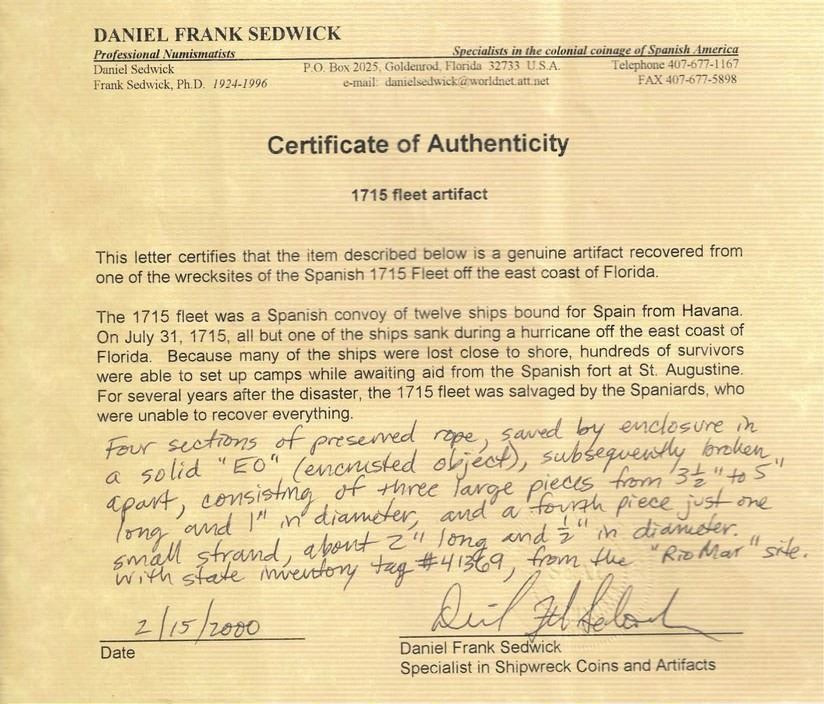 DANIEL FRANK SEDWICK
Professional Numismatists Specialists in the colonial coinage of Spanish America
Daniel Sedwick P.O. Box 2025, Goldenrod, Florida 32733 U.S.A. Telephone 407-677-1167
Frank Sedwick, Ph.D. 1924-1996 e-mail: danielsedwick@worldnet.att.net FAX 407-677-5898
Certificate of Authenticity
1715 fleet artifact
This letter certifies that the item described below is a genuine artifact recovered from
one of the wrecksites of the Spanish 1715 Fleet off the east coast of Florida.
The 1715 fleet was a Spanish convoy of twelve ships bound for Spain from Havana.
On July 31, 1715, all but one of the ships sank during a hurricane off the east coast of
Florida. Because many of the ships were lost close to shore, hundreds of survivors
were able to set up camps while awaiting aid from the Spanish fort at St. Augustine.
For several years after the disaster, the 1715 fleet was salvaged by the Spaniards, who
were unable to recover everything.
Four sections of preserved rope, saved by enclosure in
a solid "EO" (encrusted object), subsequently broken
apart, consisting of three large pieces from 3½" to 5"
long and 1" in diameter, and a fourth piece just one
small strand, about 2" long and ½" in diameter.
With state inventory tag #41369, from the "Rio Mar" site.
2/15/2000
Date
Daniel Frank Sedwick
Daniel Frank Sedwick
Specialist in Shipwreck Coins and Artifacts